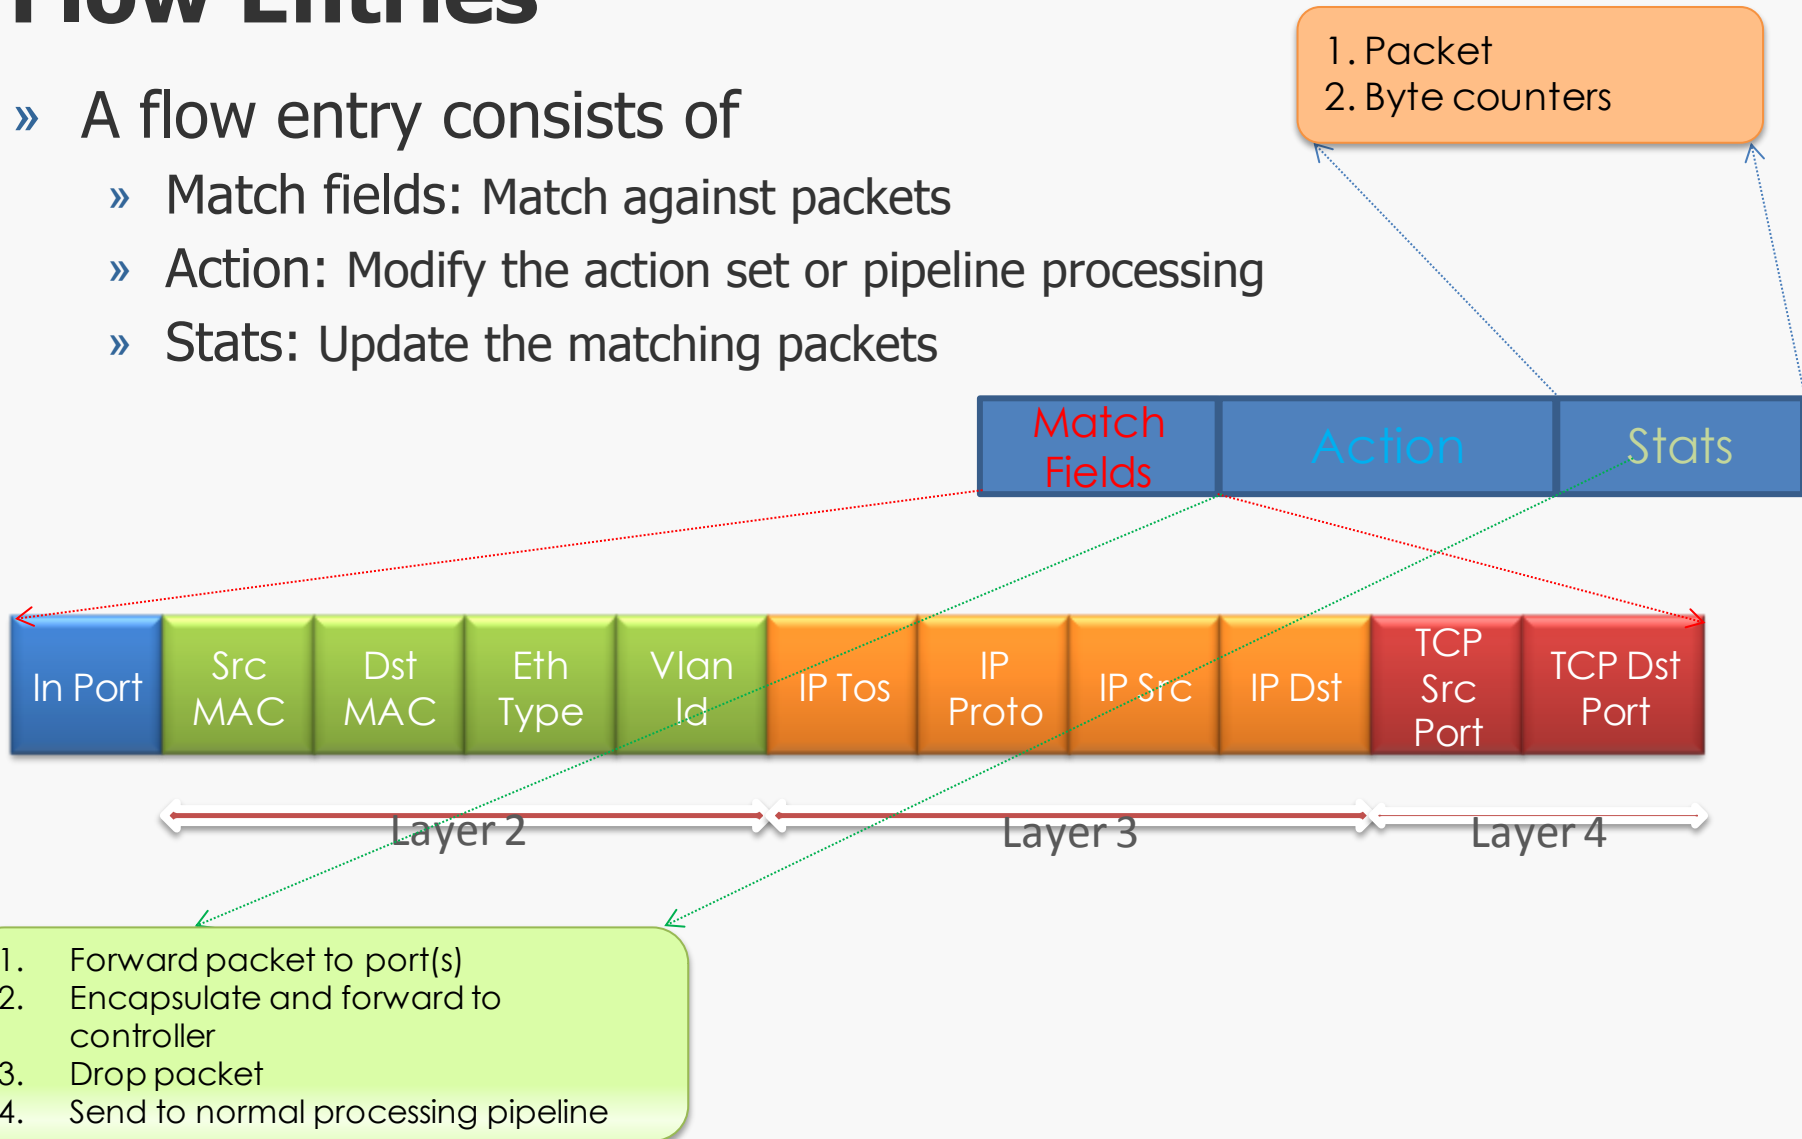 Flow Entries
» A flow entry consists of
» Match fields: Match against packets
» Action: Modify the action set or pipeline processing
» Stats: Update the matching packets
1. Packet
2. Byte counters
Match
Fields
Action
Stats
In Port
Src
MAC
Dst
MAC
Eth
Type
Vlan
Id
IP Tos
IP
Proto
IP Src
IP Dst
TCP
Src
Port
TCP Dst
Port
Layer 2
Layer 3
Layer 4
1. Forward packet to port(s)
2. Encapsulate and forward to
controller
3. Drop packet
4. Send to normal processing pipeline